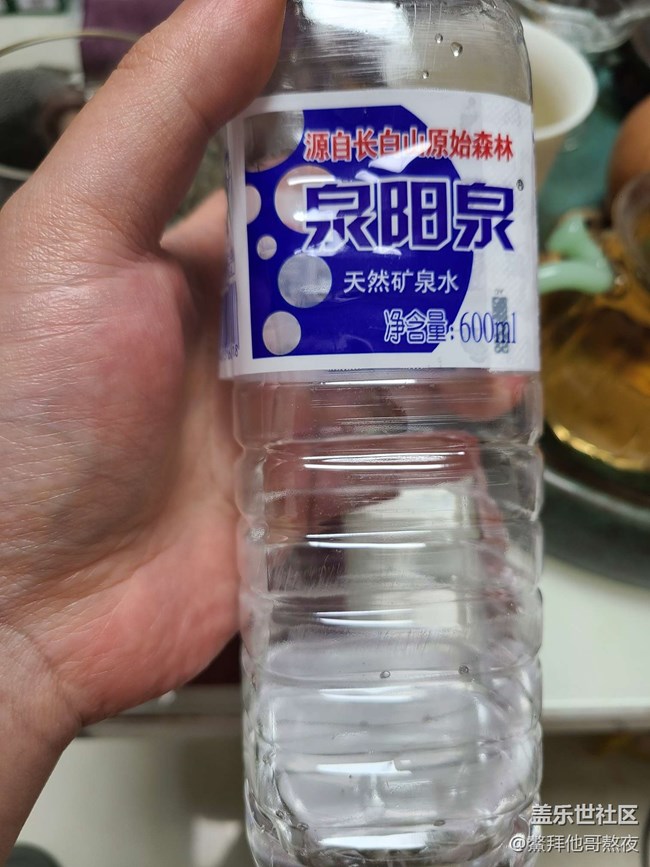 源自长白山原始森林
泉阳泉®
天然矿泉水
净含量:600ml
盖乐世社区
@鳌拜他哥熬夜